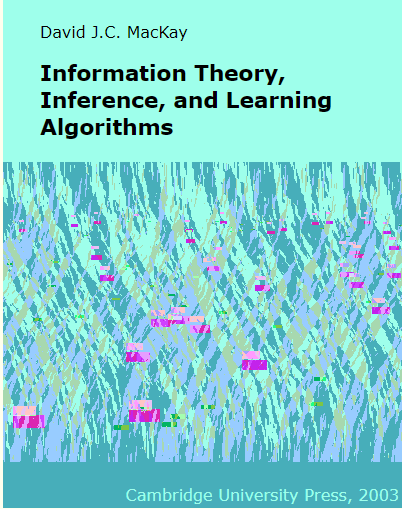 David J.C. MacKay
Information Theory,
Inference, and Learning
Algorithms
Cambridge University Press, 2003